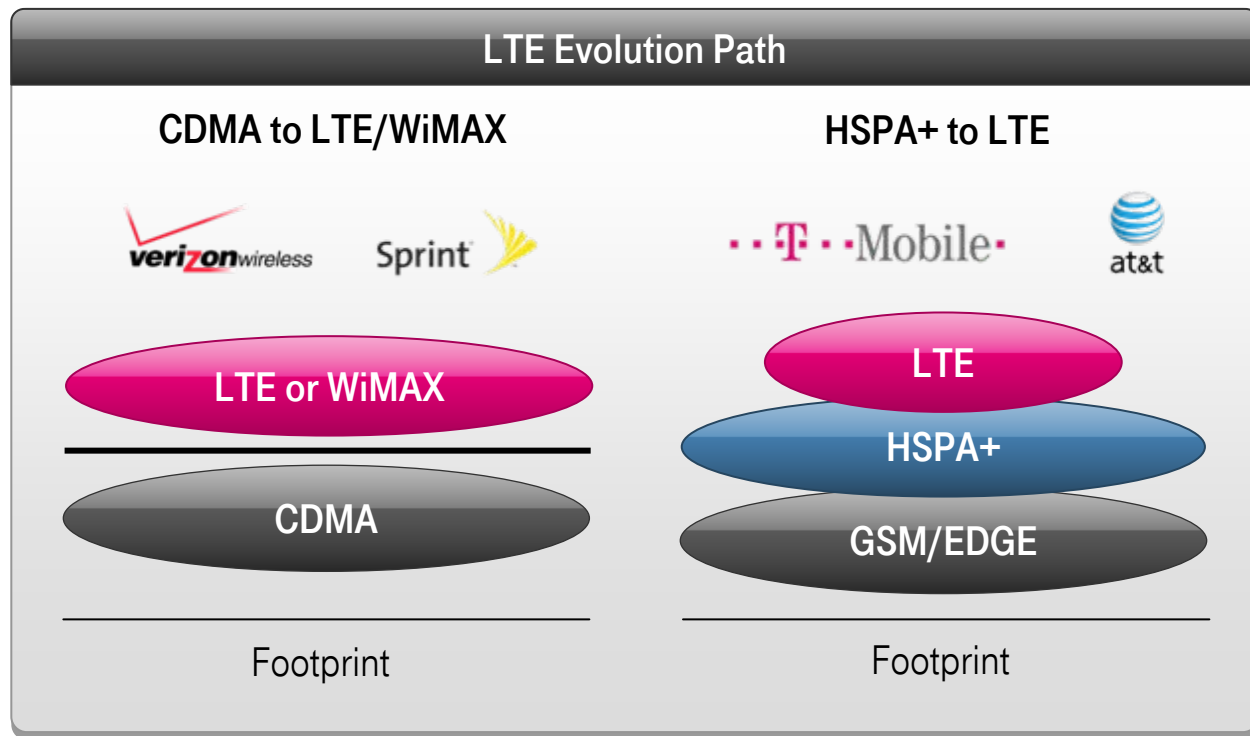 LTE Evolution Path
CDMA to LTE/WiMAX
verizonwireless
Sprint
LTE or WiMAX
CDMA
Footprint
HSPA+ to LTE
T Mobile
at&t
LTE
HSPA+
GSM/EDGE
Footprint